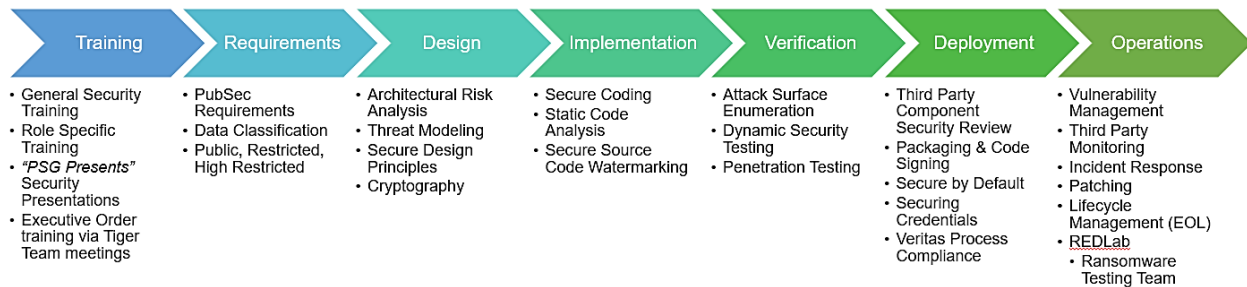 Training
Requirements
Design
Implementation
Verification
Deployment
Operations
• General Security
Training
• Role Specific
Training
• “PSG Presents”
Security
Presentations
• Executive Order
training via Tiger
Team meetings
• PubSec
Requirements
• Data Classification
• Public, Restricted,
High Restricted
• Architectural Risk
Analysis
• Threat Modeling
• Secure Design
Principles
• Cryptography
• Secure Coding
• Static Code
Analysis
• Secure Source
Code Watermarking
• Attack Surface
Enumeration
• Dynamic Security
Testing
• Penetration Testing
• Third Party
Component
Security Review
• Packaging & Code
Signing
• Secure by Default
• Securing
Credentials
• Veritas Process
Compliance
• Vulnerability
Management
• Third Party
Monitoring
• Incident Response
• Patching
• Lifecycle
Management (EOL)
• REDLab
• Ransomware
Testing Team